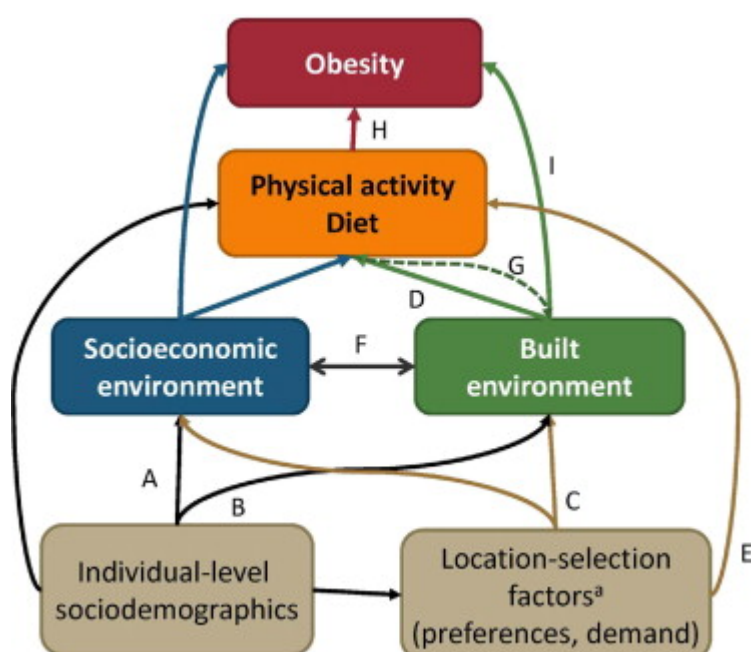 Obesity
H
Physical activity
Diet
I
G
D
Socioeconomic
environment
F
Built
environment
A
B
C
E
Individual-level
sociodemographics
Location-selection
factorsᵃ
(preferences, demand)